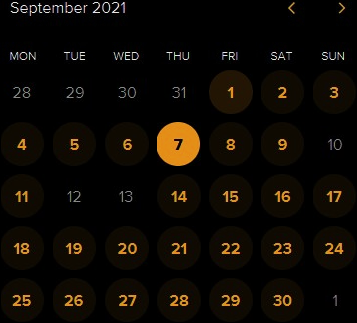 September 2021
MON TUE WED THU FRI SAT SUN
28 29 30 31 1 2 3
4 5 6 7 8 9 10
11 12 13 14 15 16 17
18 19 20 21 22 23 24
25 26 27 28 29 30 1